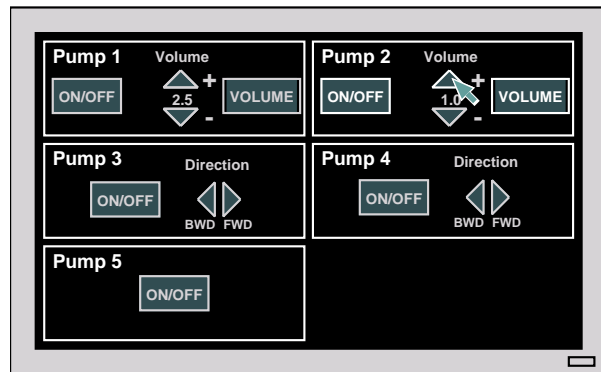 Pump 1
Volume
ON/OFF
+
2.5
-
VOLUME
Pump 2
Volume
ON/OFF
+
1.0
-
VOLUME
Pump 3
Direction
ON/OFF
BWD FWD
Pump 4
Direction
ON/OFF
BWD FWD
Pump 5
ON/OFF